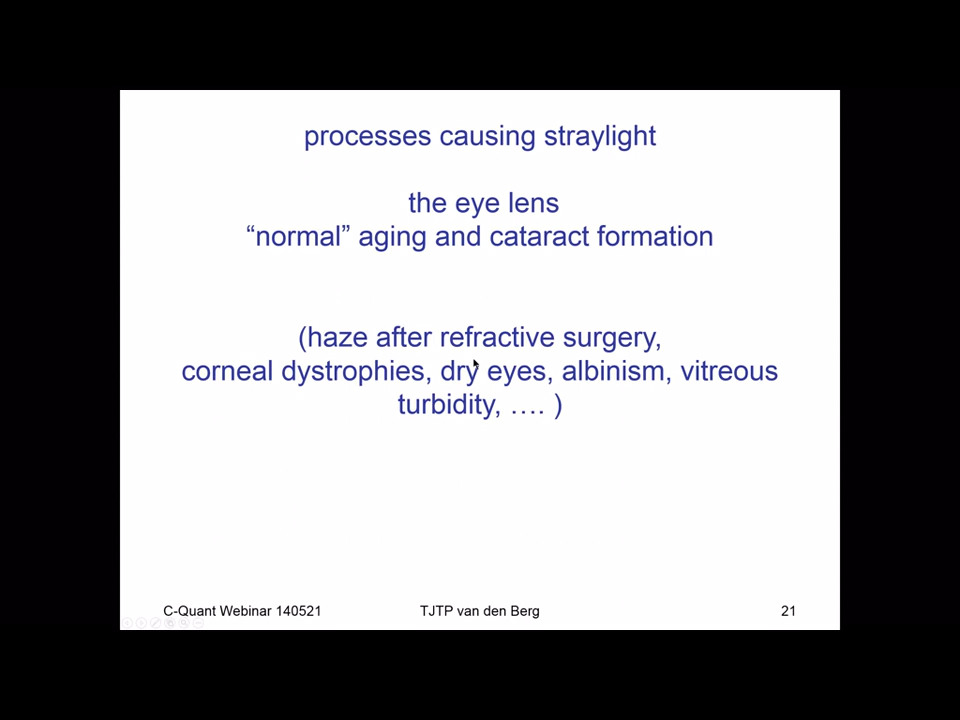 processes causing straylight
the eye lens
“normal” aging and cataract formation
(haze after refractive surgery,
corneal dystrophies, dry eyes, albinism, vitreous
turbidity, …. )
C-Quant Webinar 140521 TJTP van den Berg 21